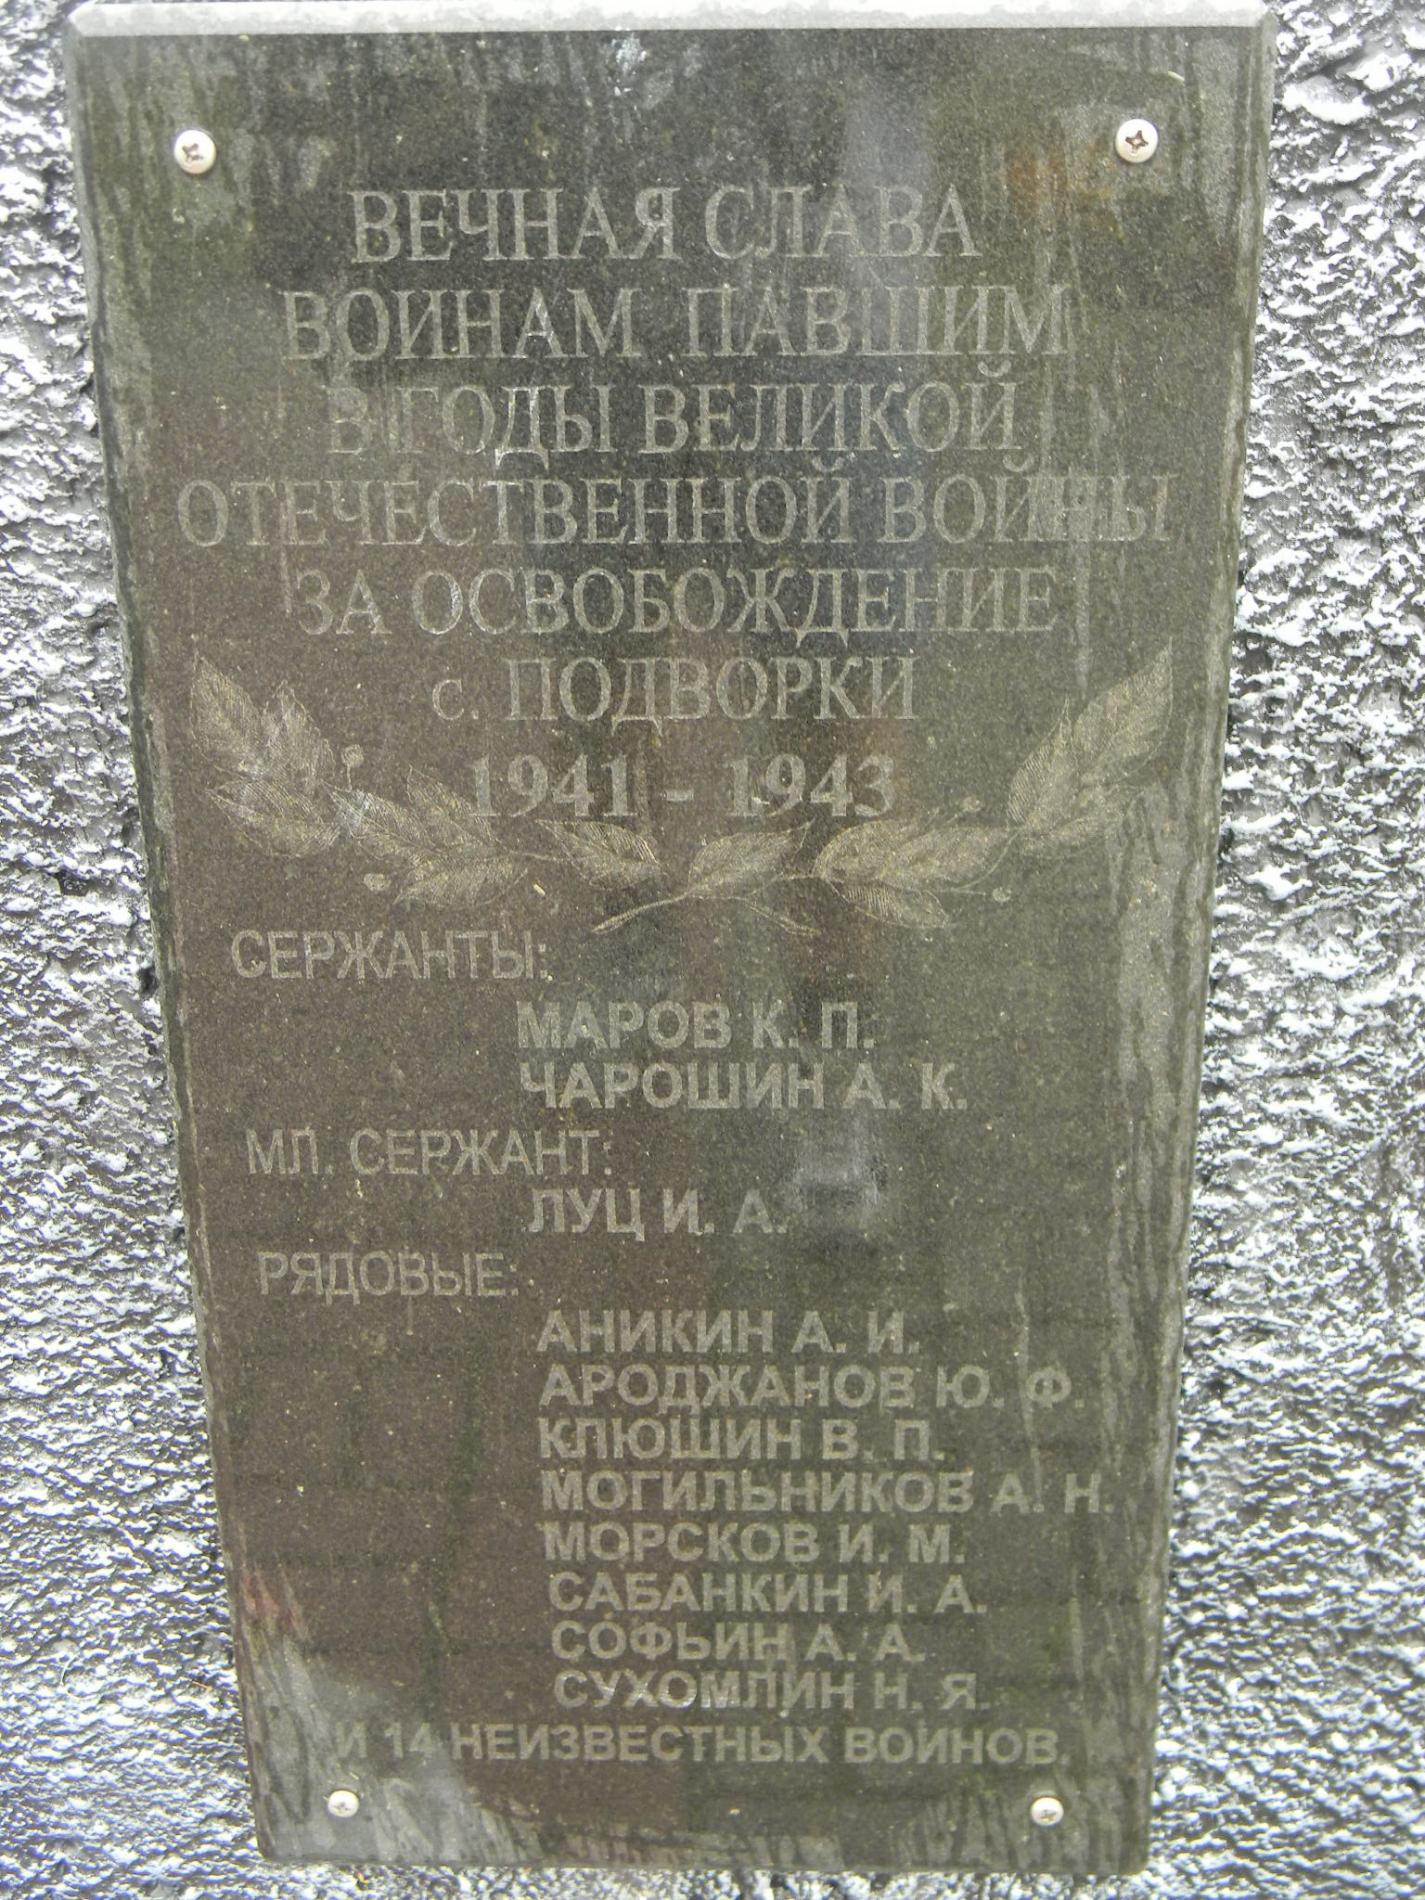 ВЕЧНАЯ СЛАВА
ВОИНАМ ПАВШИМ
В ГОДЫ ВЕЛИКОЙ
ОТЕЧЕСТВЕННОЙ ВОЙНЫ
ЗА ОСВОБОЖДЕНИЕ
с. ПОДВОРКИ
1941 - 1943
СЕРЖАНТЫ:
МАРОВ К. П.
ЧАРОШИН А. К.
МЛ. СЕРЖАНТ:
ЛУЦ И. А.
РЯДОВЫЕ:
АНИКИН А. И.
АРОДЖАНОВ Ю. Ф.
КЛЮШИН В. П.
МОГИЛЬНИКОВ А. Н.
МОРСКОВ И. М.
САБАНКИН И. А.
СОФЬИН А. А.
СУХОМЛИН Н. Я.
И 14 НЕИЗВЕСТНЫХ ВОИНОВ.